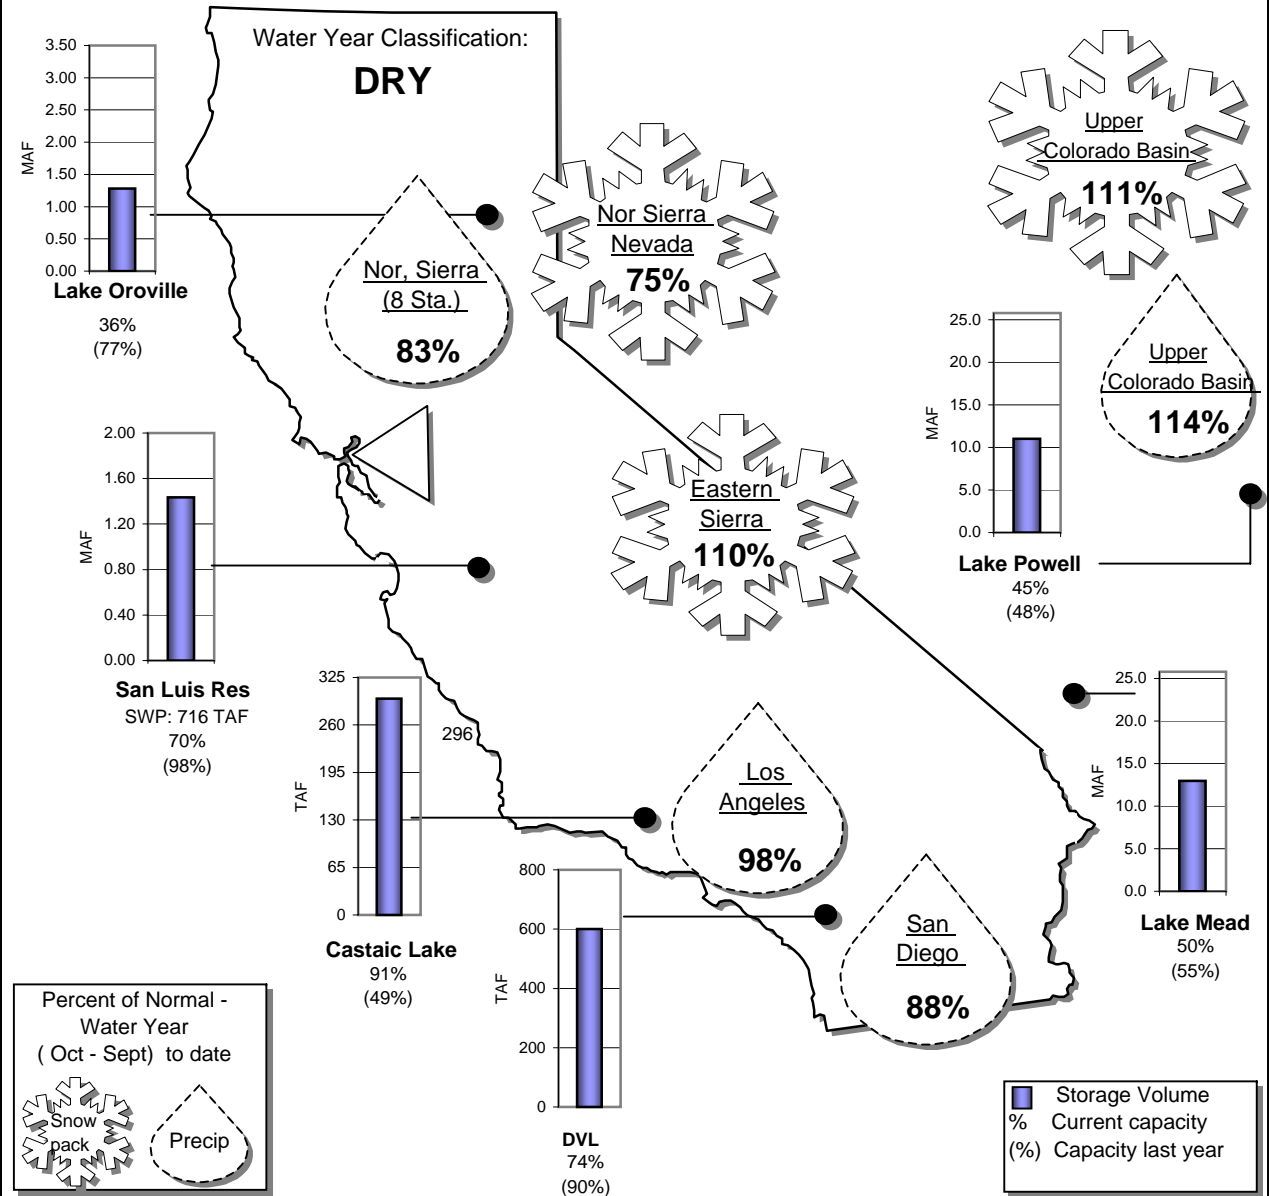 Water Year Classification:
DRY
3.50
3.00
2.50
2.00
1.50
1.00
0.50
0.00
MAF
Lake Oroville
36%
(77%)
Nor, Sierra
(8 Sta.)
83%
Nor Sierra
Nevada
75%
Upper
Colorado Basin
111%
Upper
Colorado Basin
114%
25.0
20.0
15.0
10.0
5.0
0.0
MAF
Lake Powell
45%
(48%)
2.00
1.60
1.20
0.80
0.40
0.00
MAF
San Luis Res
SWP: 716 TAF
70%
(98%)
Eastern
Sierra
110%
325
260
195
130
65
0
TAF
296
Castaic Lake
91%
(49%)
Los
Angeles
98%
25.0
20.0
15.0
10.0
5.0
0.0
MAF
Lake Mead
50%
(55%)
800
600
400
200
0
TAF
DVL
74%
(90%)
San
Diego
88%
Percent of Normal -
Water Year
( Oct - Sept)  to date
Snow
pack
Precip
Storage Volume
% Current capacity
(%) Capacity last year